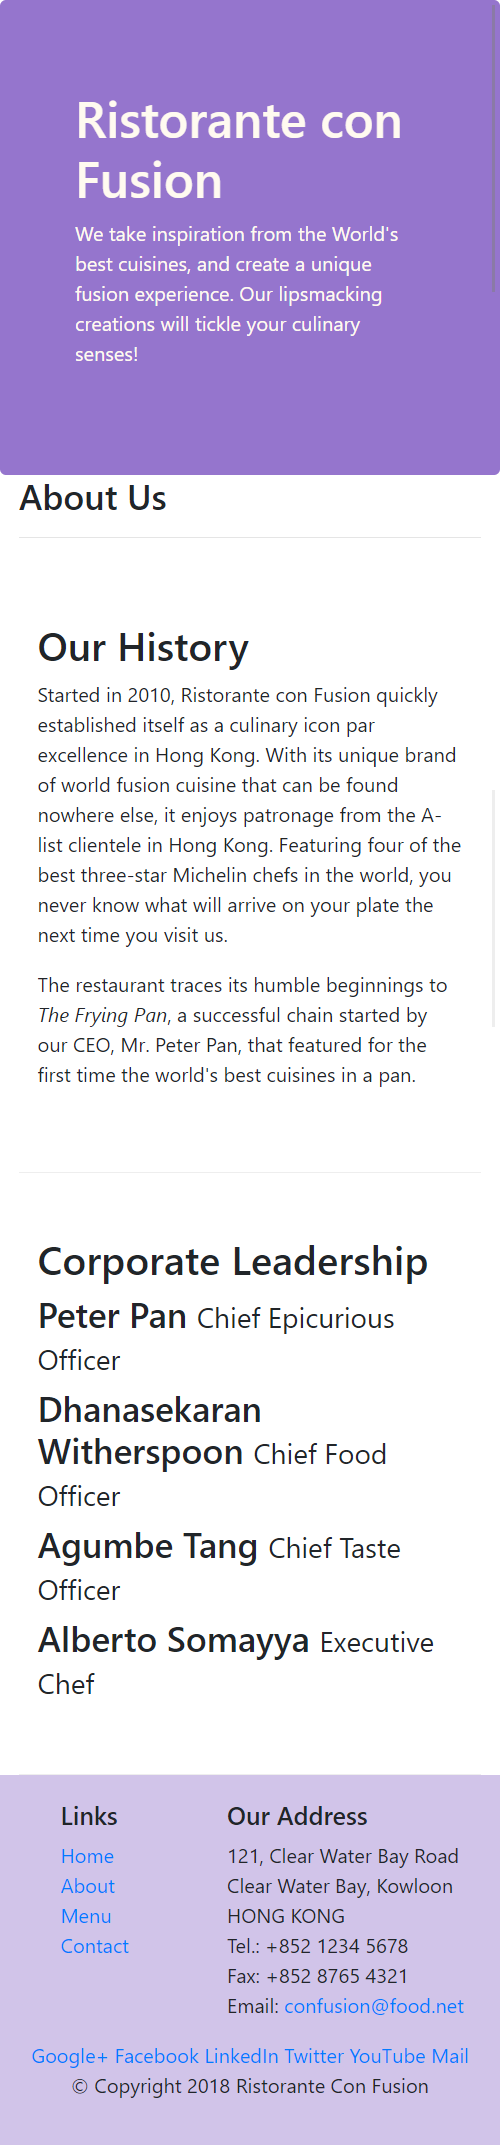 Ristorante con
Fusion
We take inspiration from the World's
best cuisines, and create a unique
fusion experience. Our lipsmacking
creations will tickle your culinary
senses!
About Us
Our History
Started in 2010, Ristorante con Fusion quickly
established itself as a culinary icon par
excellence in Hong Kong. With its unique brand
of world fusion cuisine that can be found
nowhere else, it enjoys patronage from the A-
list clientele in Hong Kong. Featuring four of the
best three-star Michelin chefs in the world, you
never know what will arrive on your plate the
next time you visit us.
The restaurant traces its humble beginnings to
The Frying Pan, a successful chain started by
our CEO, Mr. Peter Pan, that featured for the
first time the world's best cuisines in a pan.
Corporate Leadership
Peter Pan Chief Epicurious
Officer
Dhanasekaran
Witherspoon Chief Food
Officer
Agumbe Tang Chief Taste
Officer
Alberto Somayya Executive
Chef
Links
Home
About
Menu
Contact
Our Address
121, Clear Water Bay Road
Clear Water Bay, Kowloon
HONG KONG
Tel.: +852 1234 5678
Fax: +852 8765 4321
Email: confusion@food.net
Google+ Facebook LinkedIn Twitter YouTube Mail
© Copyright 2018 Ristorante Con Fusion